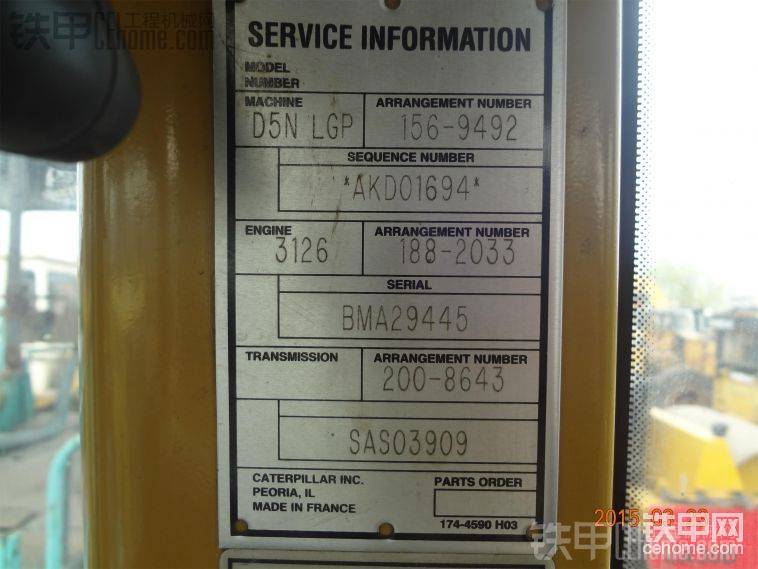 铁甲 工程机械网
Cehome.com
SERVICE INFORMATION
MODEL
NUMBER
MACHINE ARRANGEMENT NUMBER
D5N LGP 156-9492
SEQUENCE NUMBER
*AKD01694*
ENGINE ARRANGEMENT NUMBER
3126 188-2033
SERIAL
BMA29445
TRANSMISSION ARRANGEMENT NUMBER
200-8643
SAS03909
CATERPILLAR INC. PARTS ORDER
PEORIA, IL
MADE IN FRANCE
174-4590 H03
铁甲网
cehome.com